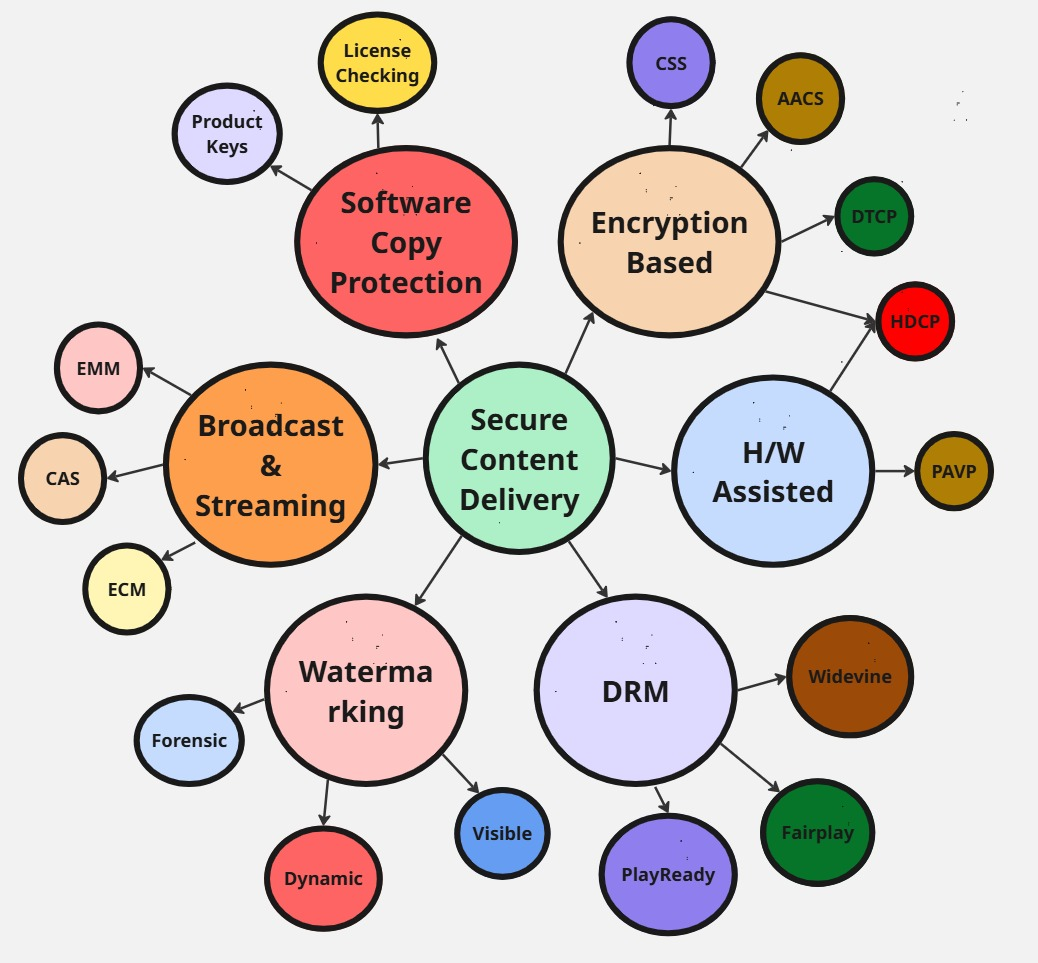 License
Checking
CSS
AACS
Product
Keys
Software
Copy
Protection
Encryption
Based
DTCP
HDCP
EMM
Broadcast
&
Streaming
Secure
Content
Delivery
H/W
Assisted
PAVP
CAS
ECM
Waterma
rking
DRM
Widevine
Forensic
Visible
Fairplay
Dynamic
PlayReady